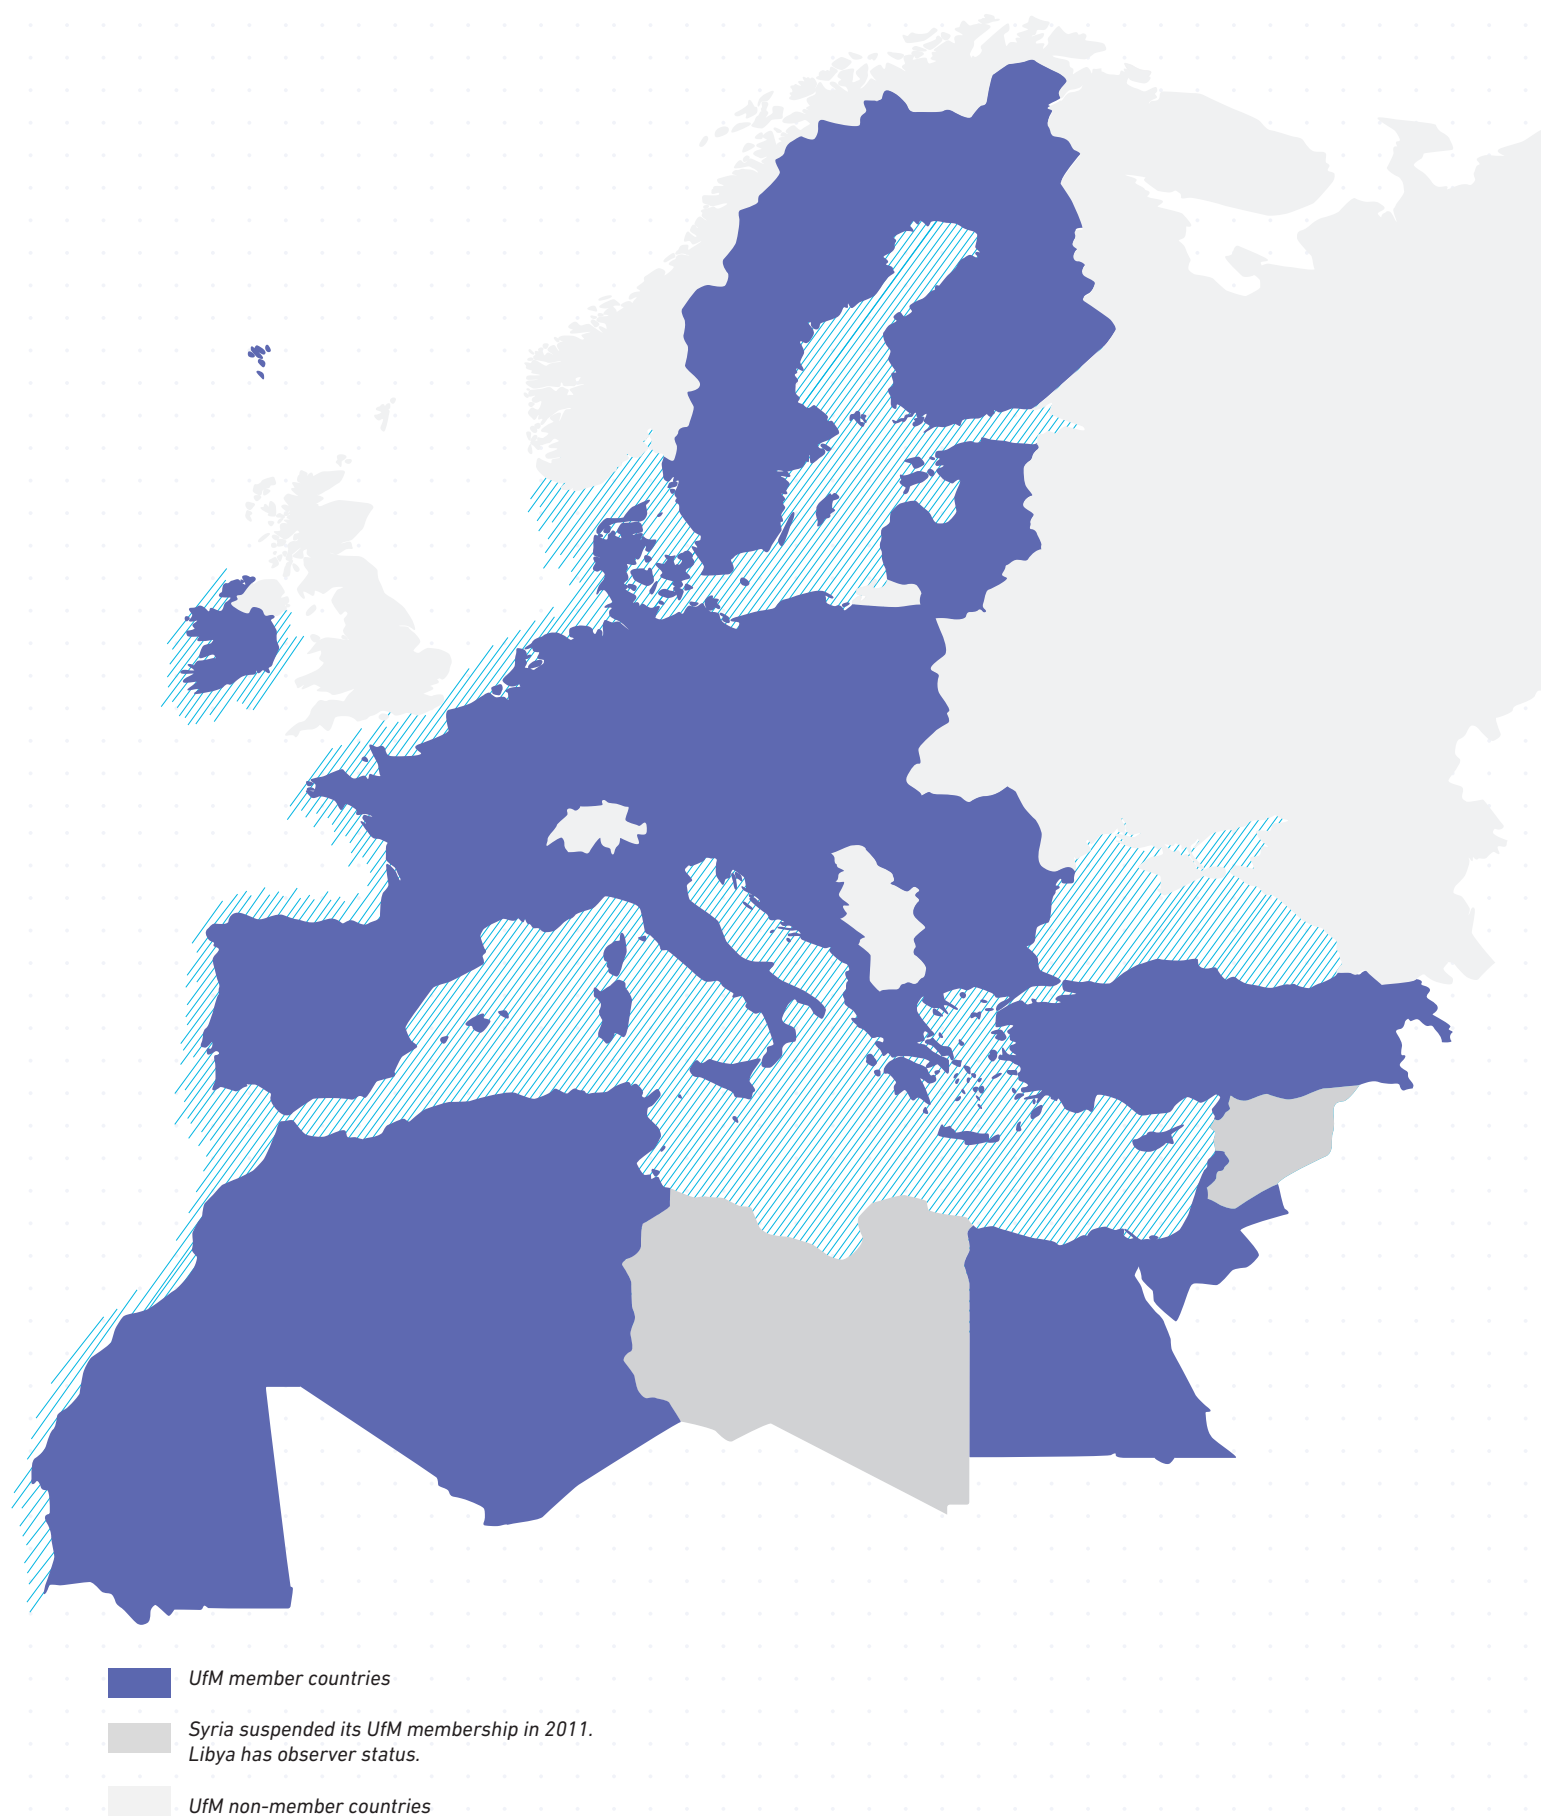 UfM member countries
Syria suspended its UfM membership in 2011.
Libya has observer status.
UfM non-member countries